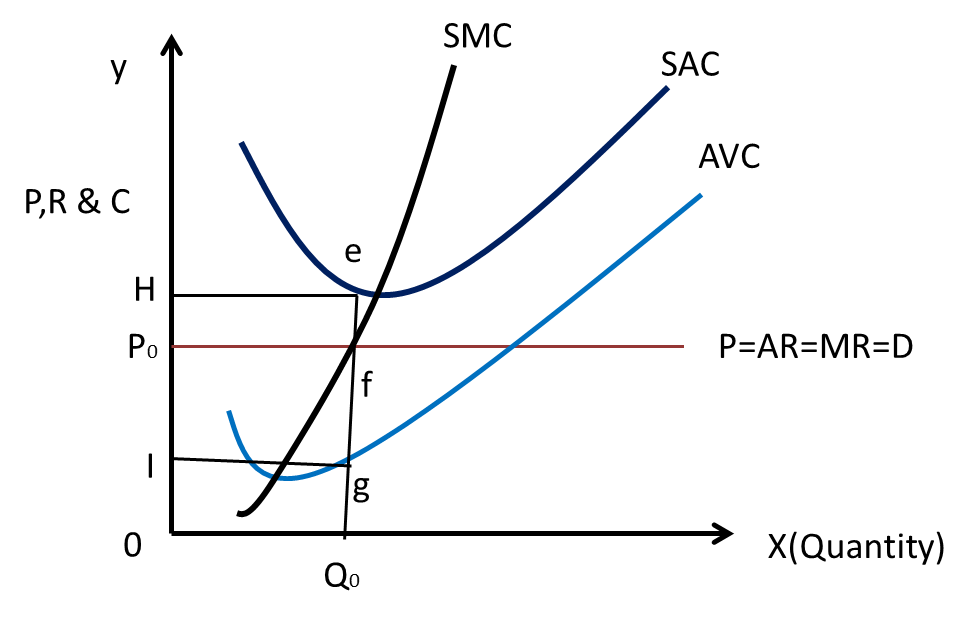 SMC
SAC
y
AVC
P,R & C
e
H
P₀
P=AR=MR=D
f
I
g
0
X(Quantity)
Q₀